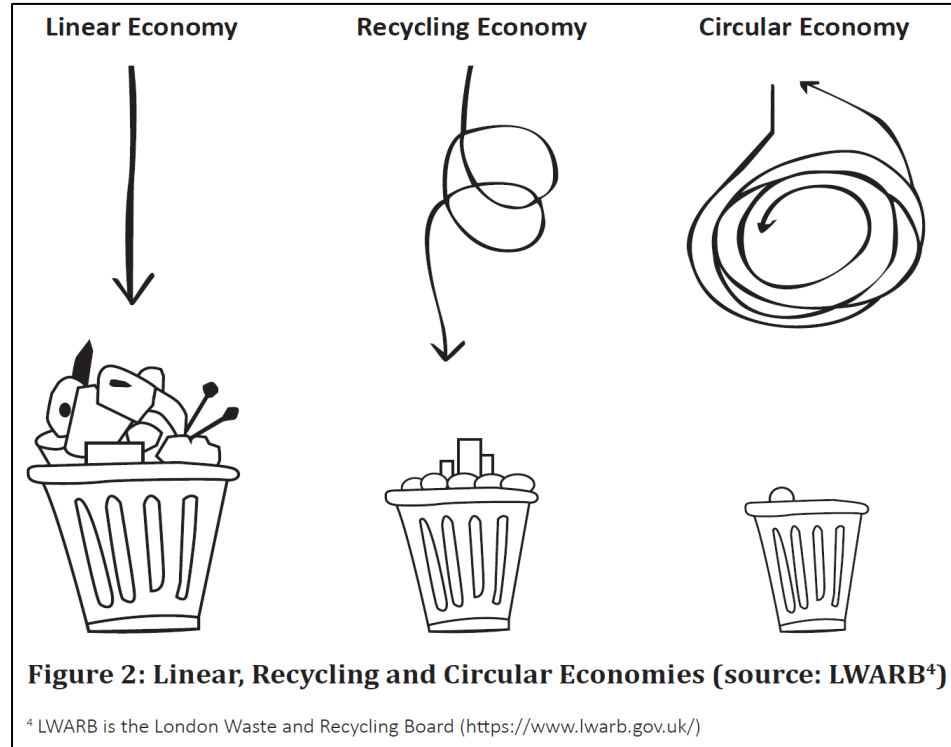 Linear Economy
Recycling Economy
Circular Economy
Figure 2: Linear, Recycling and Circular Economies (source: LWARB⁴)
⁴ LWARB is the London Waste and Recycling Board (https://www.lwarb.gov.uk/)